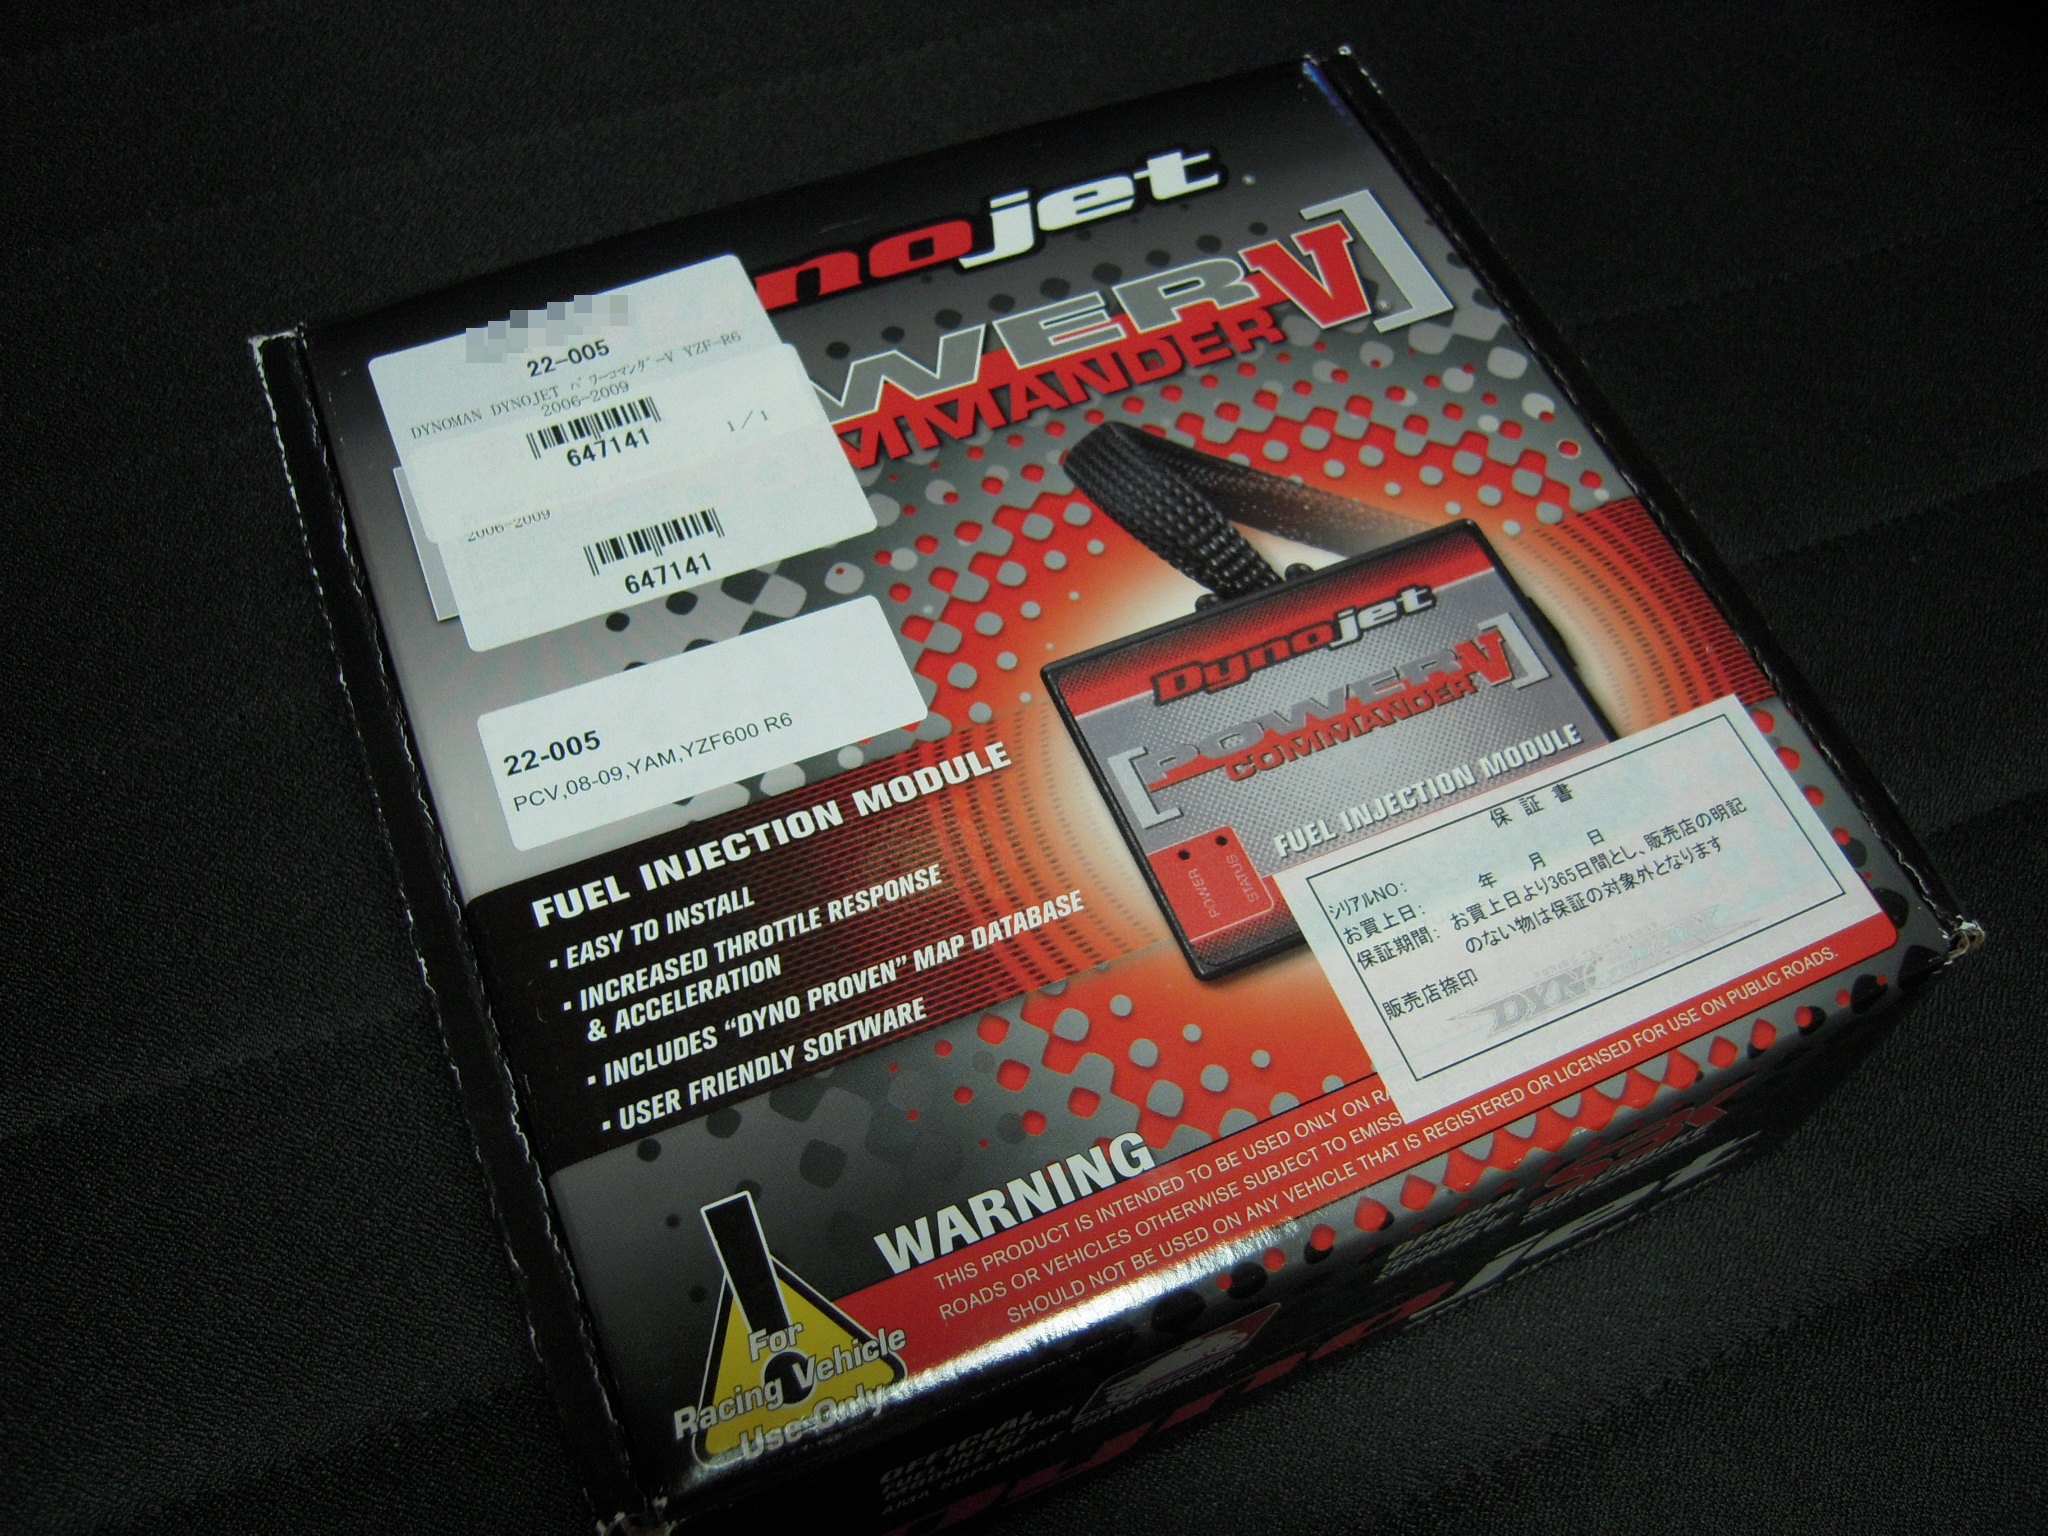 nojet
WER V
MMANDER
22-005
DYNOMAN DYNOJET パワーコマンダーV YZF-R6
2006-2009
647141
1/1
2006-2009
647141
22-005
PCV,08-09,YAM,YZF600 R6
Dynojet
POWER V
COMMANDER
FUEL INJECTION MODULE
POWER
STATUS
FUEL INJECTION MODULE
▪ EASY TO INSTALL
▪ INCREASED THROTTLE RESPONSE
& ACCELERATION
▪ INCLUDES “DYNO PROVEN” MAP DATABASE
▪ USER FRIENDLY SOFTWARE
保証書
シリアルNO:
お買上日: 年 月 日
保証期間: お買上日より365日間とし、販売店の明記
のない物は保証の対象外となります
販売店捺印
DYNO
WARNING
THIS PRODUCT IS INTENDED TO BE USED ONLY ON
ROADS OR VEHICLES OTHERWISE SUBJECT TO EMISS
SHOULD NOT BE USED ON ANY VEHICLE THAT IS REGISTERED OR LICENSED FOR USE ON PUBLIC ROADS.
For
Racing Vehicle
Use Only
OFFICIAL